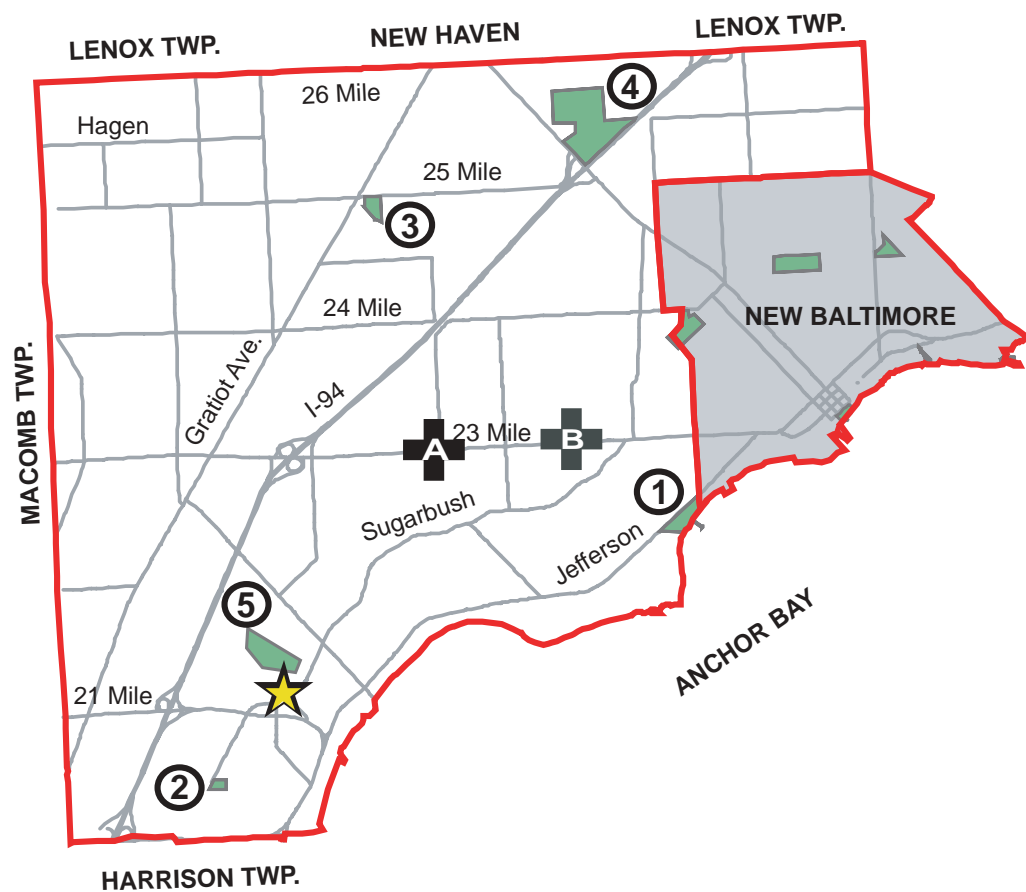 LENOX TWP.
NEW HAVEN
LENOX TWP.
26 Mile
4
Hagen
25 Mile
3
24 Mile
NEW BALTIMORE
MACOMB TWP.
Gratiot Ave.
I-94
A
23 Mile
B
Sugarbush
1
Jefferson
5
ANCHOR BAY
21 Mile
2
HARRISON TWP.